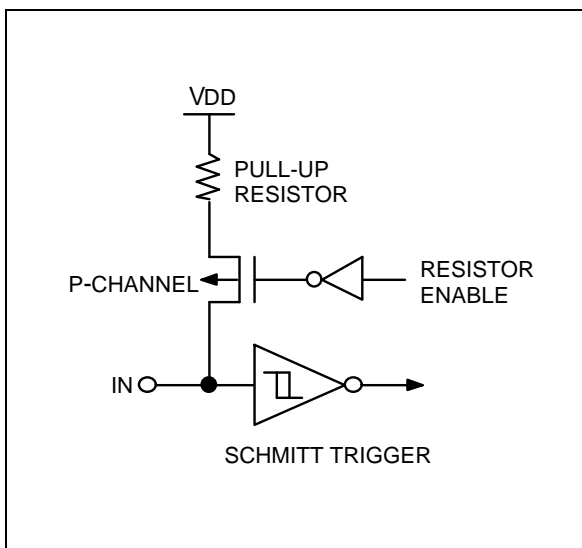 VDD
PULL-UP
RESISTOR
P-CHANNEL
RESISTOR
ENABLE
IN
SCHMITT TRIGGER